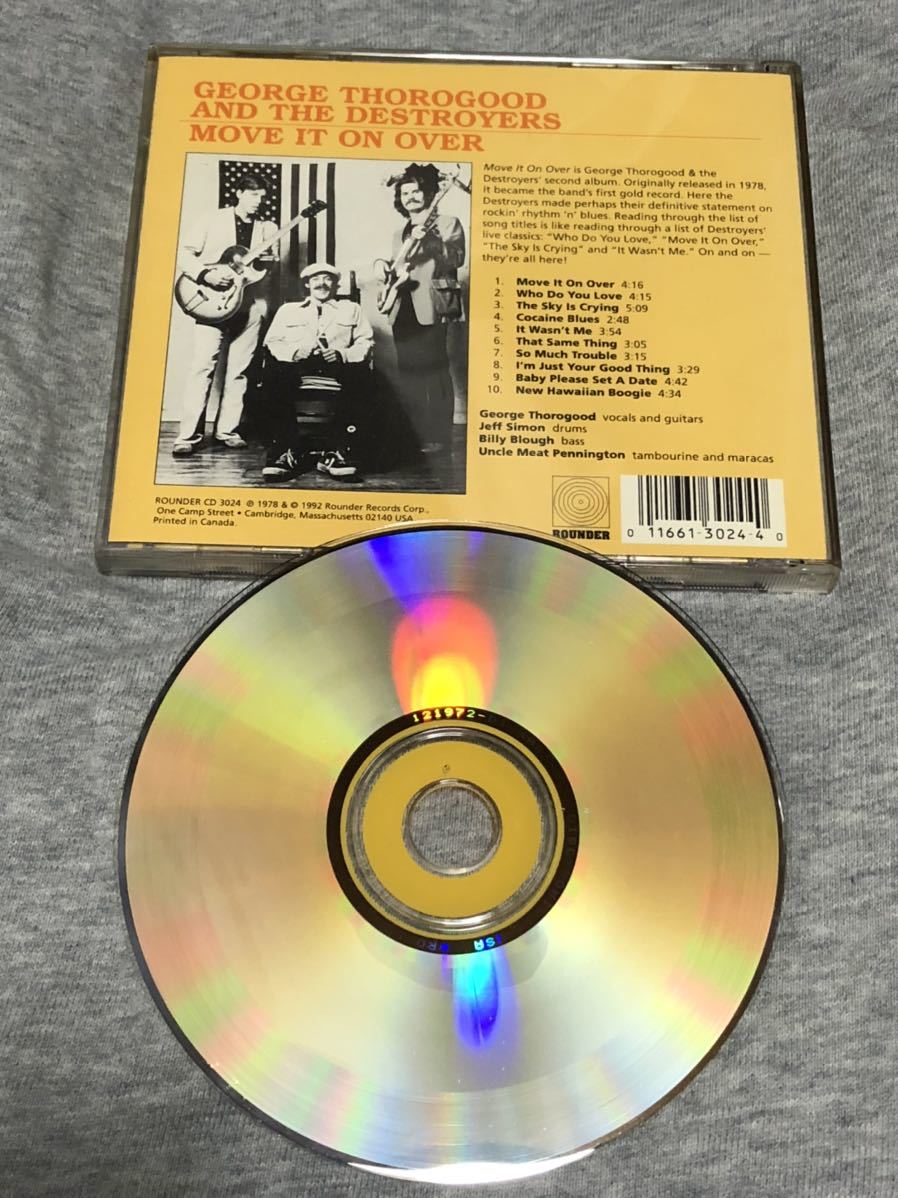 GEORGE THOROGOOD
AND THE DESTROYERS
MOVE IT ON OVER
Move It On Over is George Thorogood & the
Destroyers' second album. Originally released in 1978,
it became the band's first gold record. Here the
Destroyers made perhaps their definitive statement on
rockin' rhythm 'n' blues. Reading through the list of
song titles is like reading through a list of Destroyers'
live classics: "Who Do You Love," "Move It On Over,"
"The Sky Is Crying" and "It Wasn't Me." On and on —
they're all here!
1. Move It On Over 4:16
2. Who Do You Love 4:15
3. The Sky Is Crying 5:09
4. Cocaine Blues 2:48
5. It Wasn't Me 3:54
6. That Same Thing 3:05
7. So Much Trouble 3:15
8. I'm Just Your Good Thing 3:29
9. Baby Please Set A Date 4:42
10. New Hawaiian Boogie 4:34
George Thorogood vocals and guitars
Jeff Simon drums
Billy Blough bass
Uncle Meat Pennington tambourine and maracas
ROUNDER CD 3024 ℗ 1978 & © 1992 Rounder Records Corp.,
One Camp Street • Cambridge, Massachusetts 02140 USA
Printed in Canada.
ROUNDER
0 11661-3024-4 0
121972-